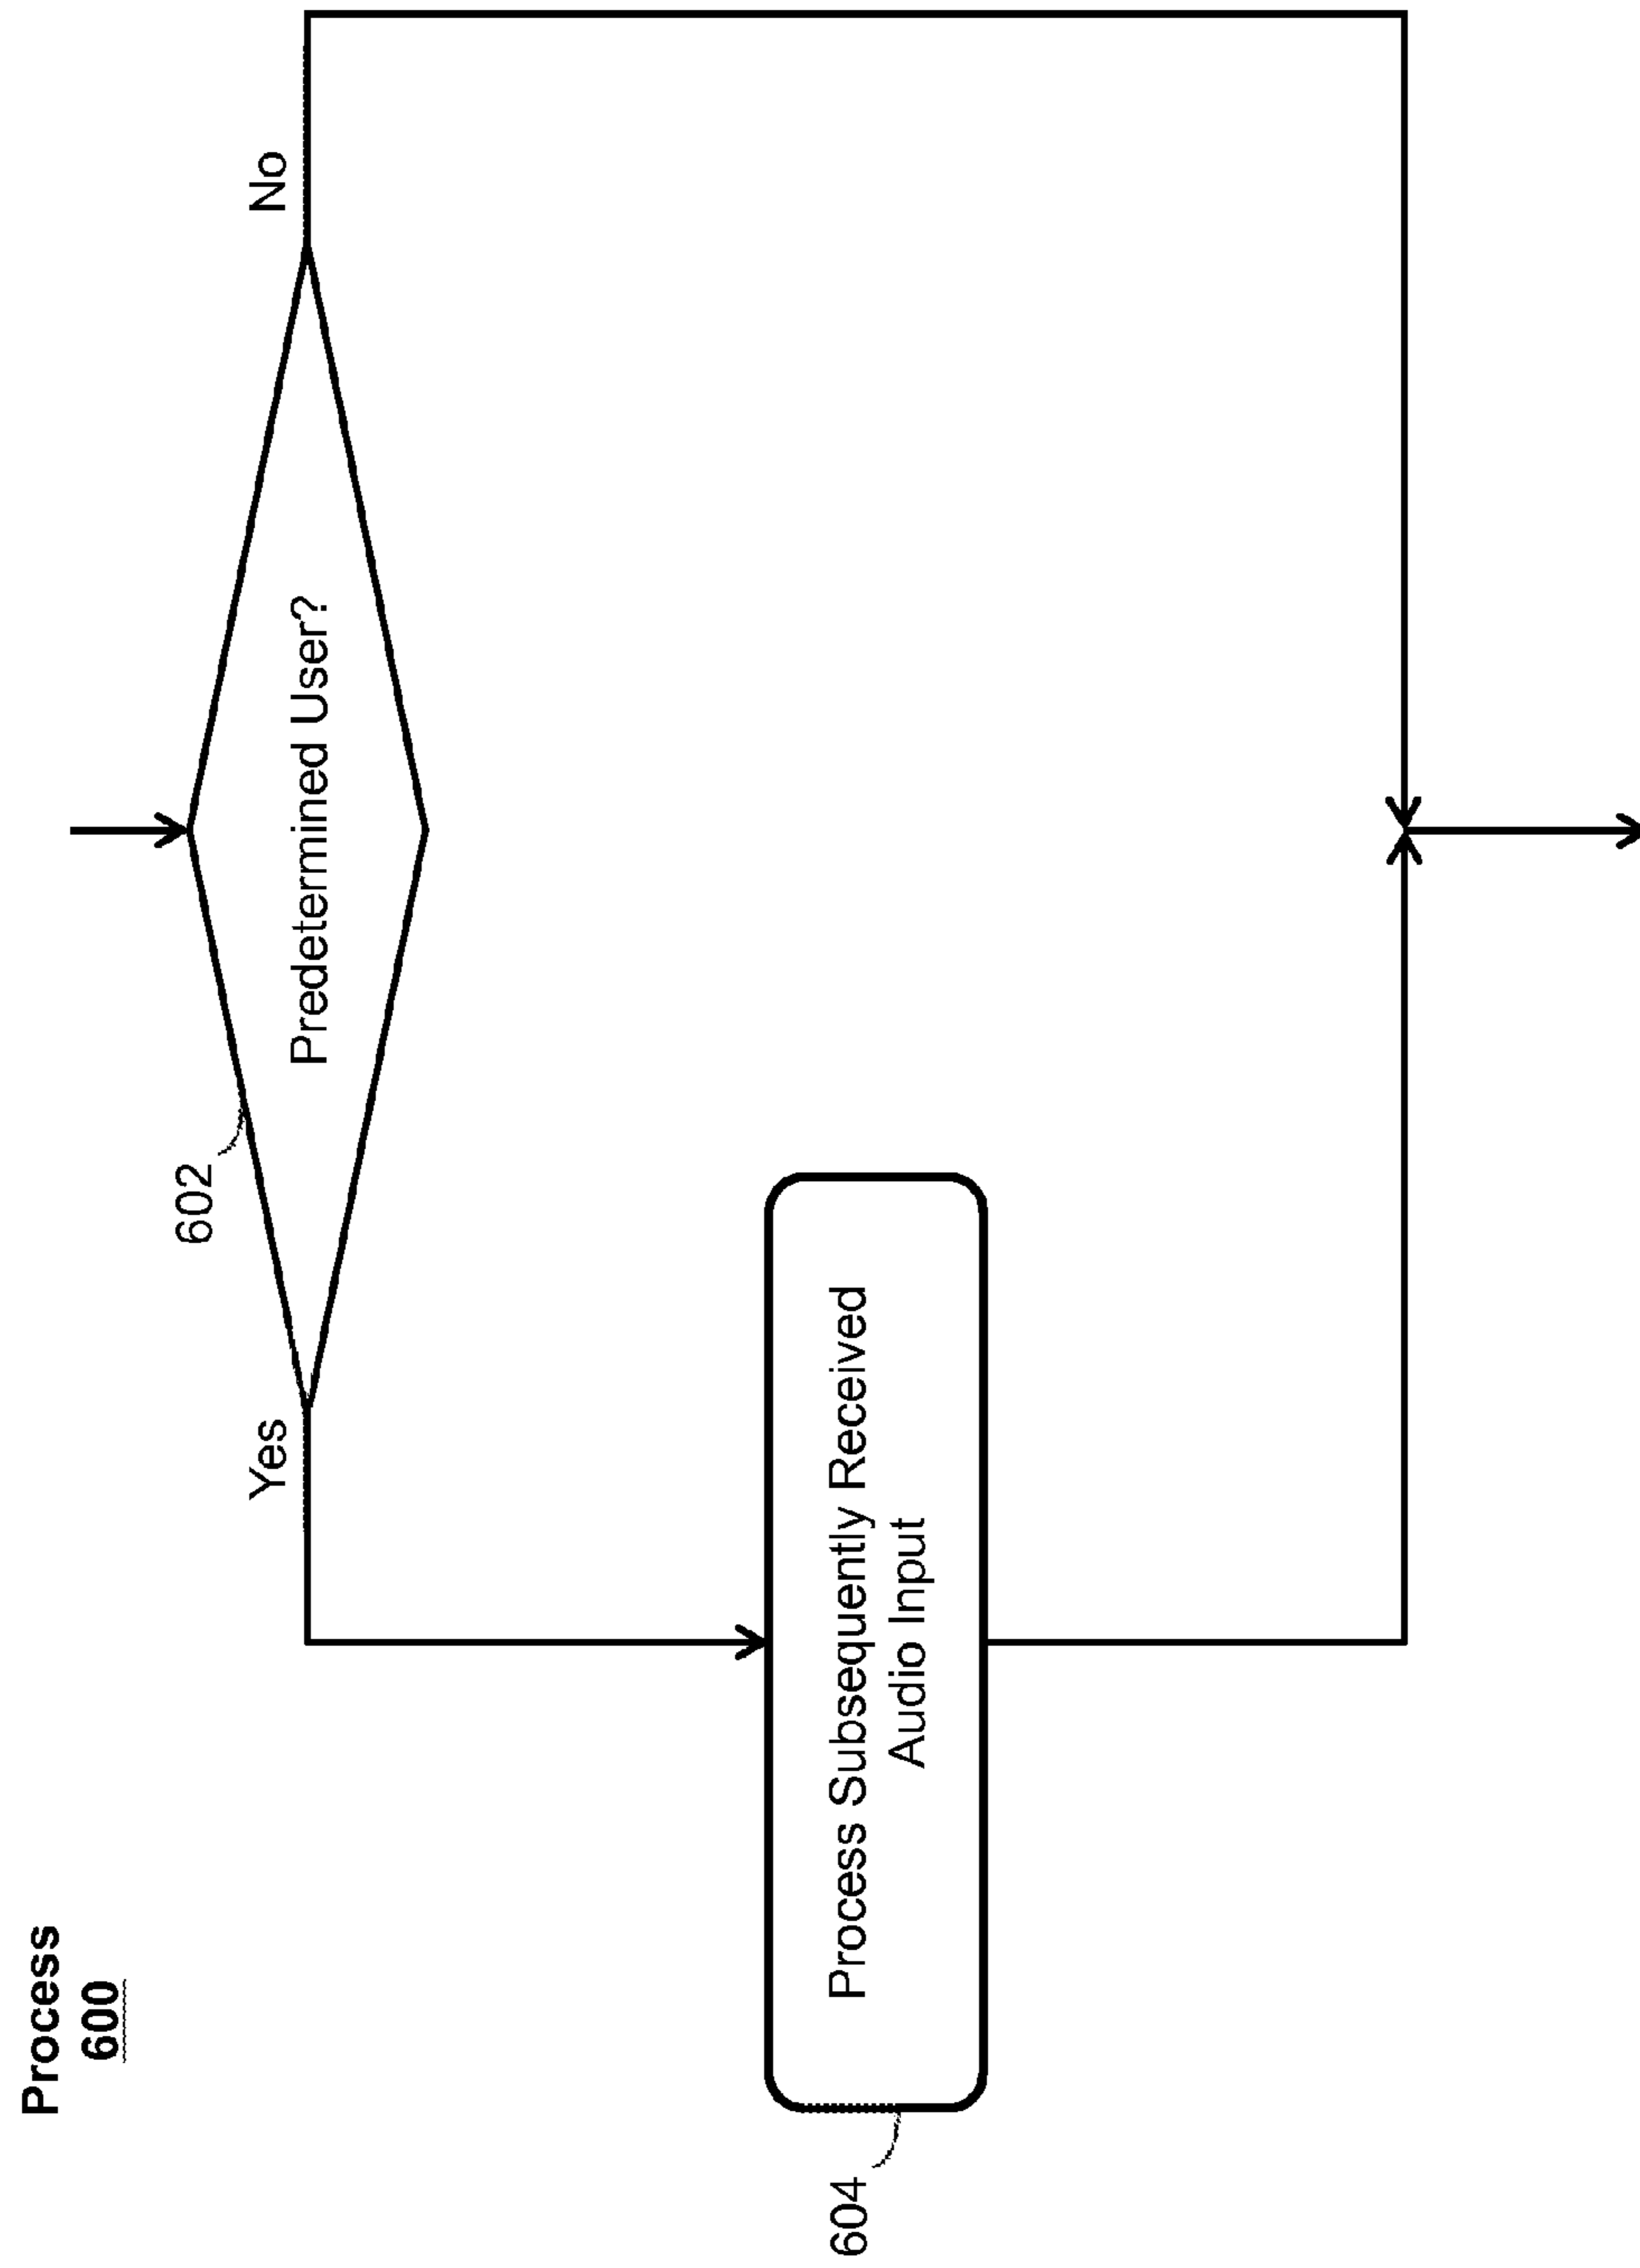 Process
600
602
Predetermined User?
Yes
No
604
Process Subsequently Received
Audio Input